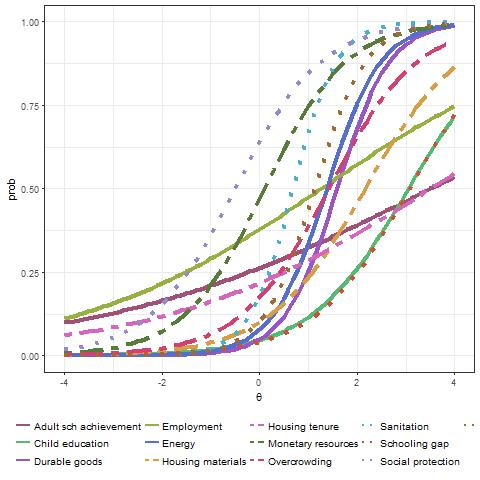 1.00
0.75
prob
0.50
0.25
0.00
-4 -2 0 2 4
θ
Adult sch achievement Employment Housing tenure Sanitation
Child education Energy Monetary resources Schooling gap
Durable goods Housing materials Overcrowding Social protection